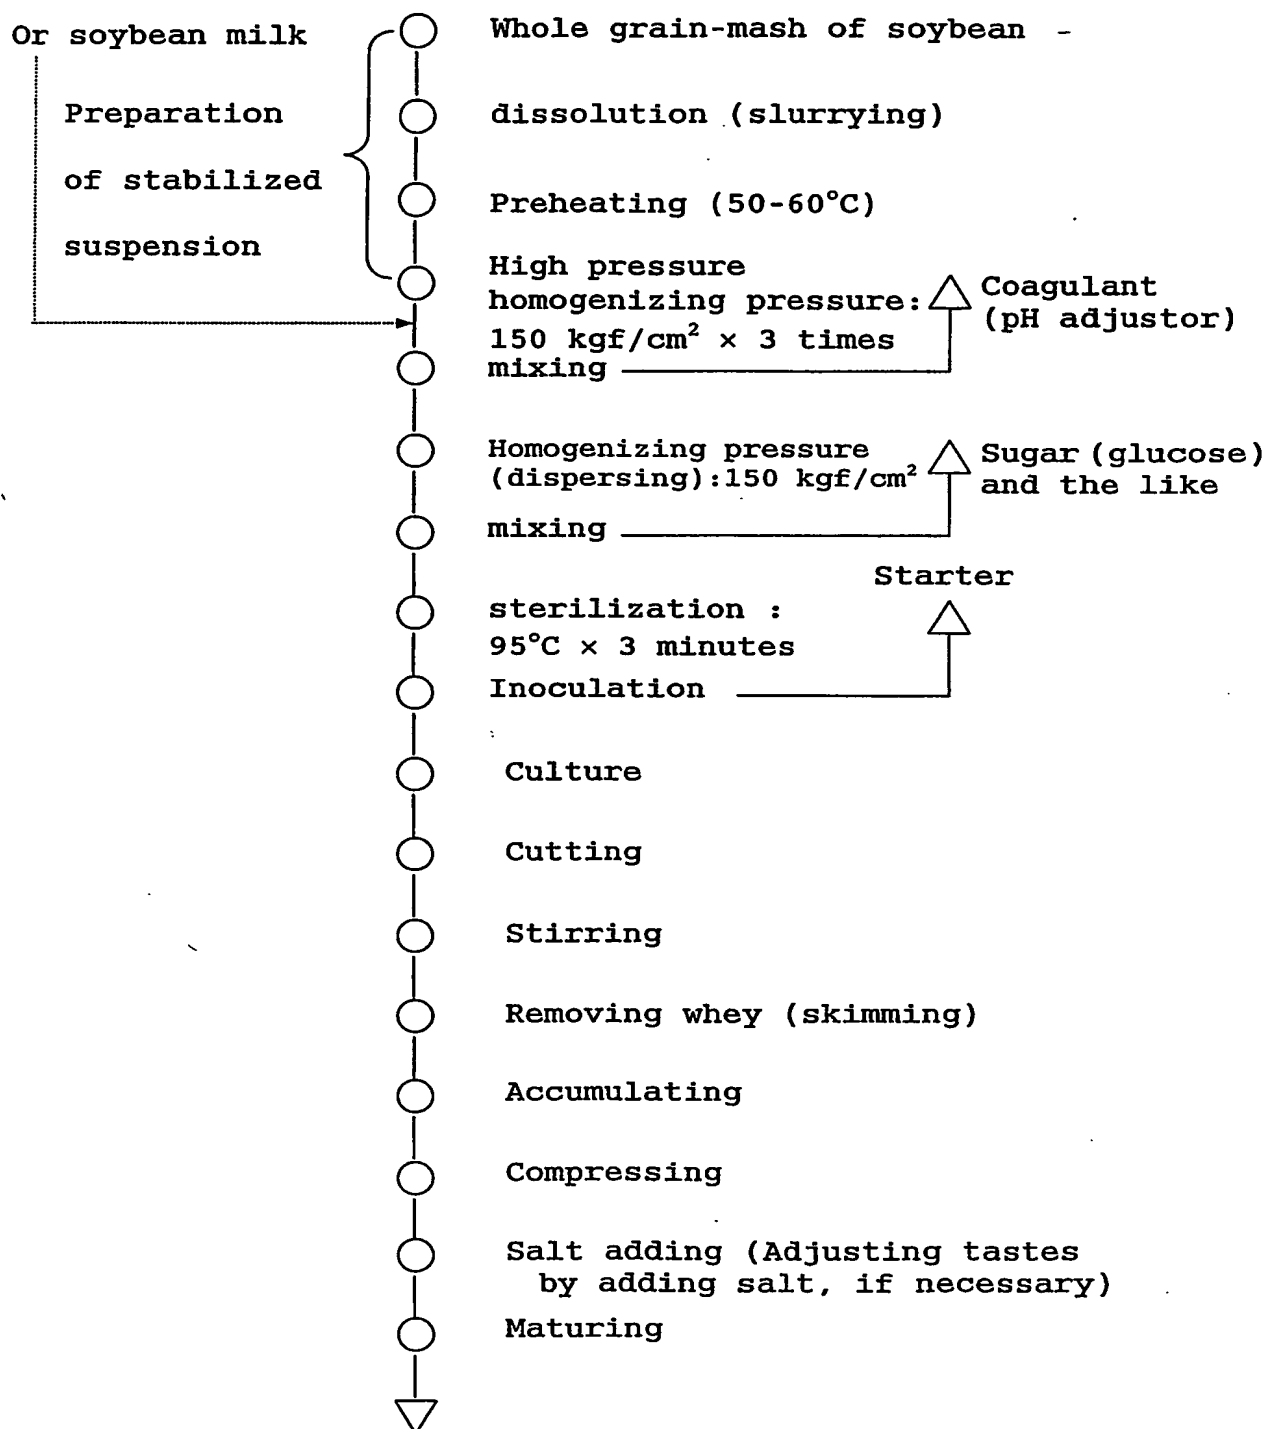 Or soybean milk
Preparation
of stabilized
suspension
Whole grain-mash of soybean -
dissolution (slurrying)
Preheating (50-60°C)
High pressure
homogenizing pressure:
150 kgf/cm² × 3 times
Coagulant
(pH adjustor)
mixing
Homogenizing pressure
(dispersing):150 kgf/cm²
Sugar (glucose)
and the like
mixing
Starter
sterilization :
95°C × 3 minutes
Inoculation
Culture
Cutting
Stirring
Removing whey (skimming)
Accumulating
Compressing
Salt adding (Adjusting tastes
by adding salt, if necessary)
Maturing